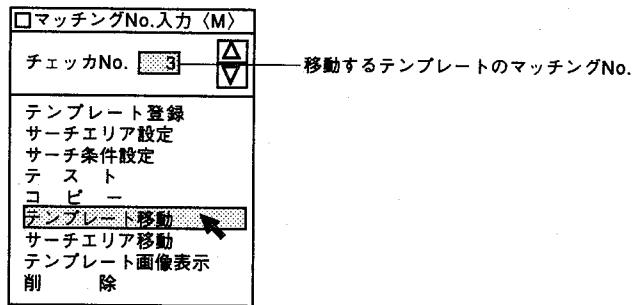 マッチングNo.入力〈M〉
チェッカNo. 3
移動するテンプレートのマッチングNo.
テンプレート登録
サーチエリア設定
サーチ条件設定
テ ス ト
コ ピ ー
テンプレート移動
サーチエリア移動
テンプレート画像表示
削 除